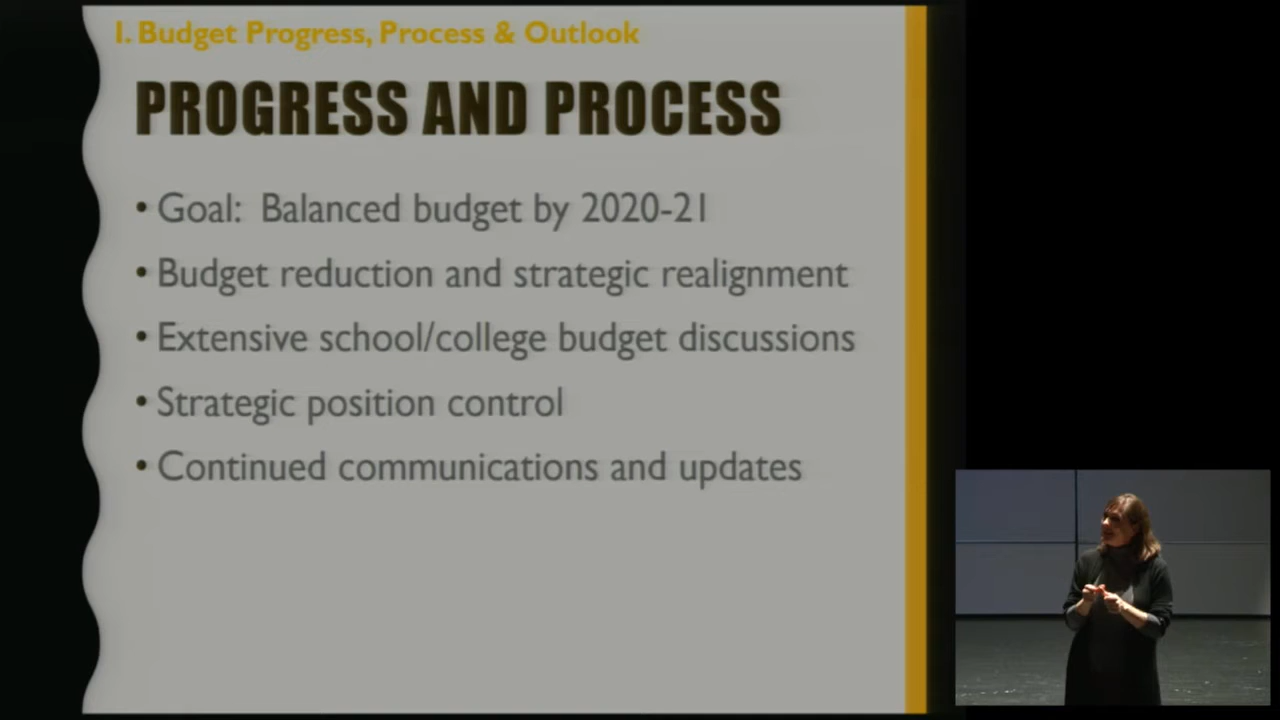 I. Budget Progress, Process & Outlook
PROGRESS AND PROCESS
• Goal: Balanced budget by 2020-21
• Budget reduction and strategic realignment
• Extensive school/college budget discussions
• Strategic position control
• Continued communications and updates